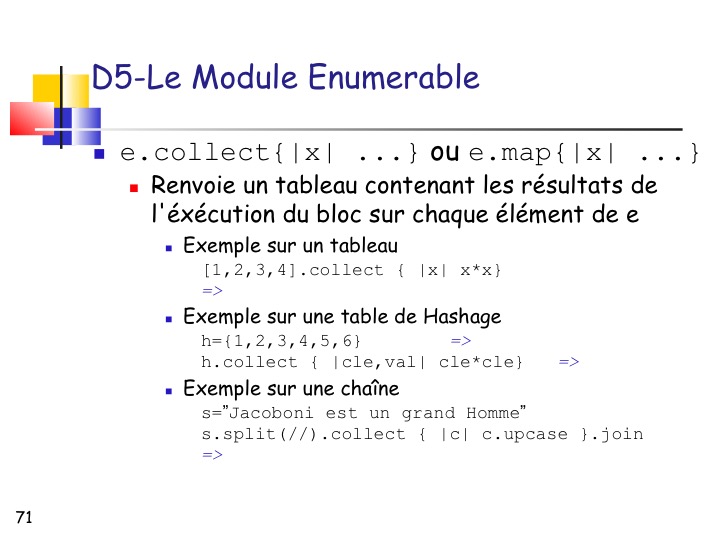 D5-Le Module Enumerable
e.collect{|x| ...} ou e.map{|x| ...}
Renvoie un tableau contenant les résultats de
l'éxécution du bloc sur chaque élément de e
Exemple sur un tableau
[1,2,3,4].collect { |x| x*x}
=>
Exemple sur une table de Hashage
h={1,2,3,4,5,6} =>
h.collect { |cle,val| cle*cle} =>
Exemple sur une chaîne
s=”Jacoboni est un grand Homme”
s.split(//).collect { |c| c.upcase }.join
=>
71